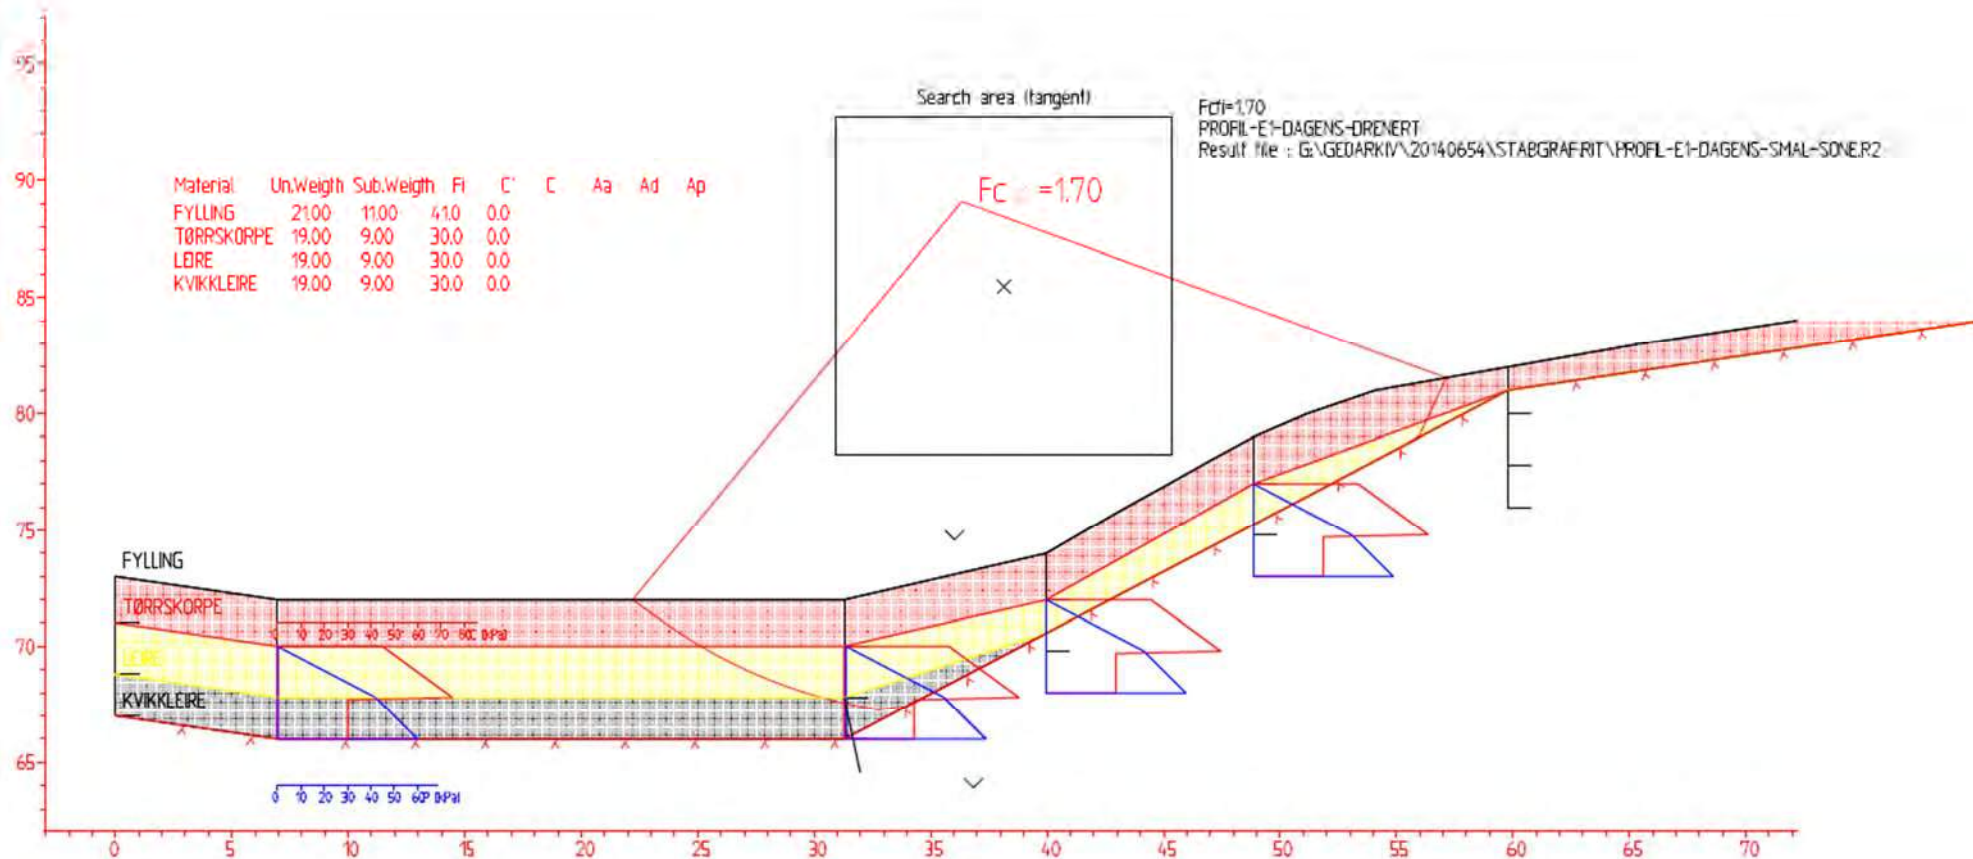 95
Search area (tangent)
Fcfi=1.70
PROFIL-E1-DAGENS-DRENERT
Result file : G:\GEOARKIV\20140654\STABGRAF.RIT\PROFIL-E1-DAGENS-SMAL-SONE.R2
90
Material Un.Weigth Sub.Weigth Fi C' C Aa Ad Ap
FYLLING 21.00 11.00 41.0 0.0
TØRRSKORPE 19.00 9.00 30.0 0.0
LEIRE 19.00 9.00 30.0 0.0
KVIKKLEIRE 19.00 9.00 30.0 0.0
Fc =1.70
85
80
75
FYLLING
TØRRSKORPE
10 20 30 40 50 60 70 80C (kPa)
70
LEIRE
KVIKKLEIRE
65
0 10 20 30 40 50 60P (kPa)
0 5 10 15 20 25 30 35 40 45 50 55 60 65 70